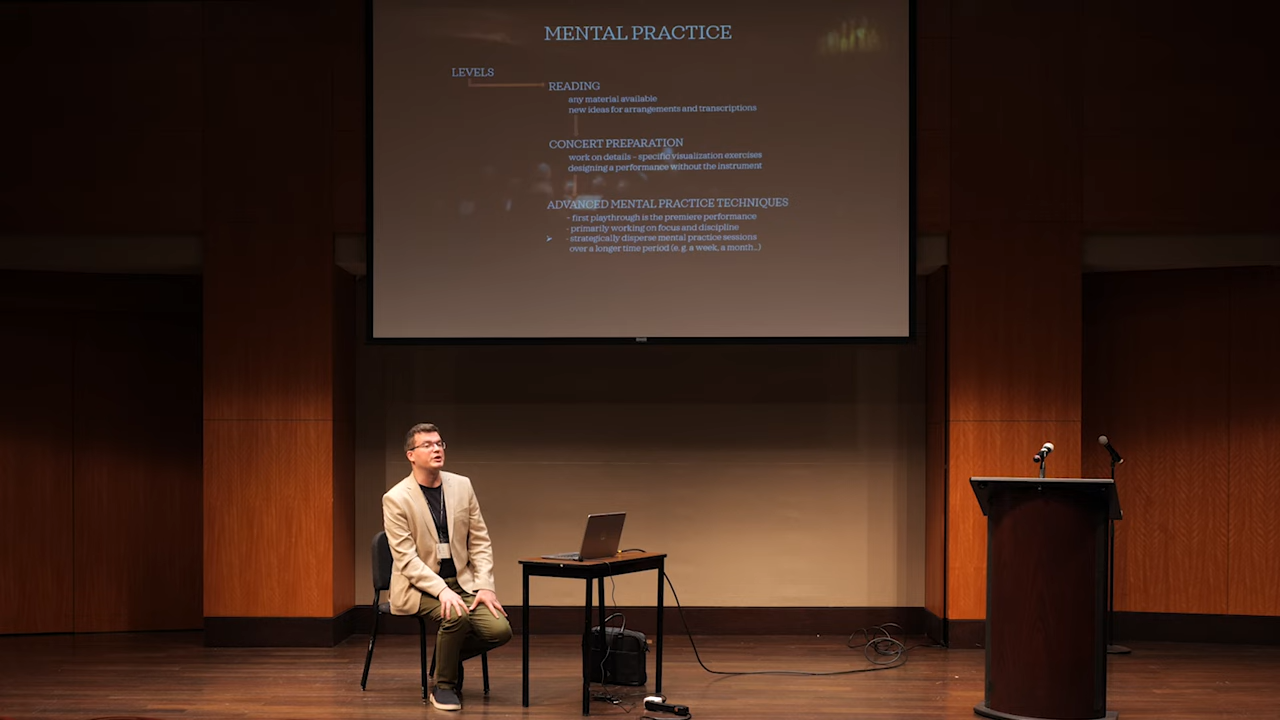 MENTAL PRACTICE
LEVELS
READING
any material available
new ideas for arrangements and transcriptions
CONCERT PREPARATION
work on details - specific visualization exercises
designing a performance without the instrument
ADVANCED MENTAL PRACTICE TECHNIQUES
- first playthrough is the premiere performance
- primarily working on focus and discipline
➢ - strategically disperse mental practice sessions
over a longer time period (e.g. a week, a month...)